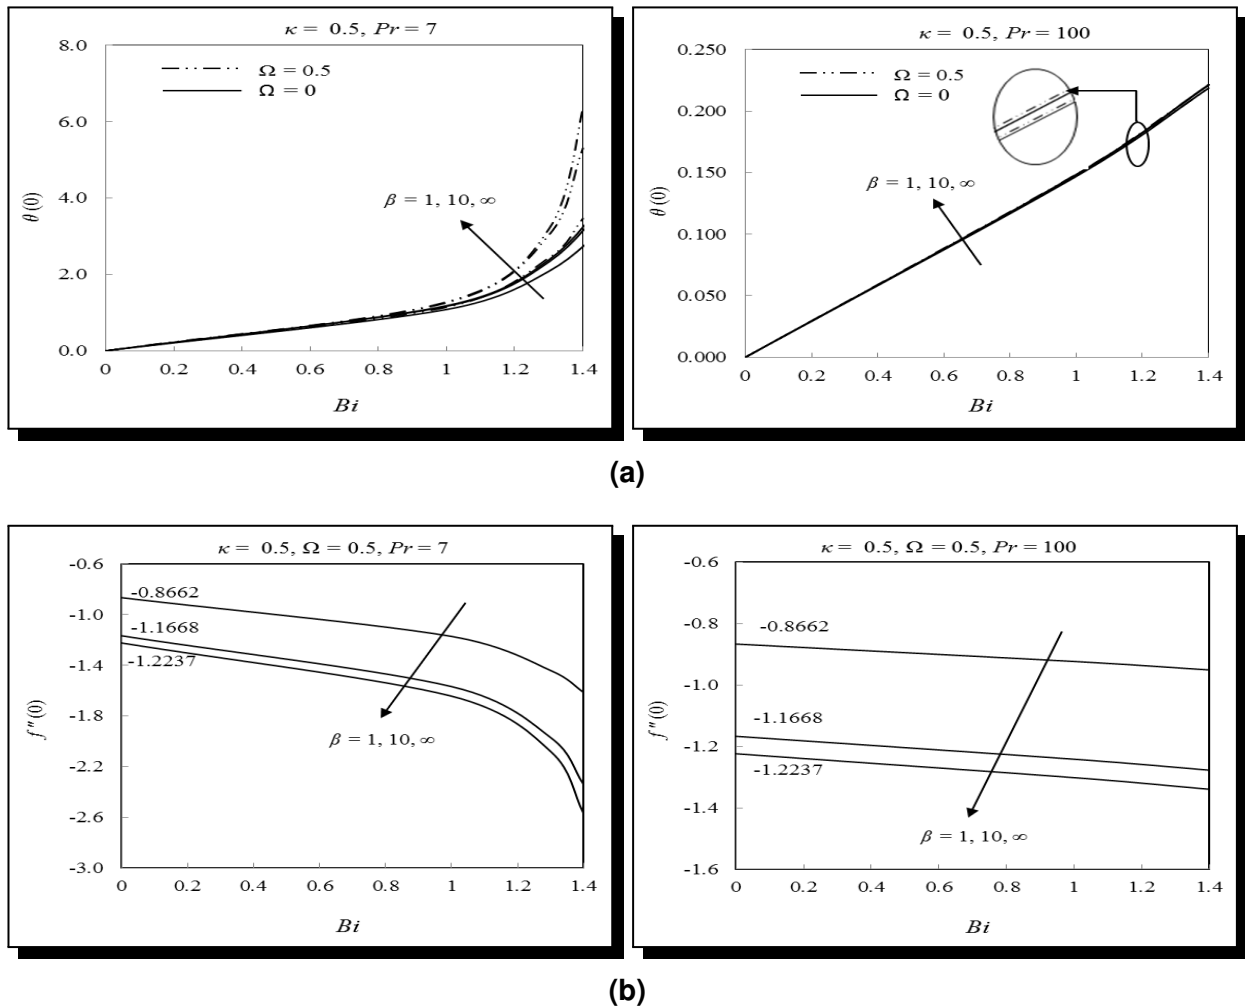 κ = 0.5, Pr = 7
8.0
6.0
4.0
2.0
0.0
Ω = 0.5
Ω = 0
β = 1, 10, ∞
θ (0)
0 0.2 0.4 0.6 0.8 1 1.2 1.4
Bi
κ = 0.5, Pr = 100
0.250
0.200
0.150
0.100
0.050
0.000
Ω = 0.5
Ω = 0
β = 1, 10, ∞
θ (0)
0 0.2 0.4 0.6 0.8 1 1.2 1.4
Bi
(a)
κ = 0.5, Ω = 0.5, Pr = 7
-0.6
-1.0
-1.4
-1.8
-2.2
-2.6
-3.0
-0.8662
-1.1668
-1.2237
β = 1, 10, ∞
f″(0)
0 0.2 0.4 0.6 0.8 1 1.2 1.4
Bi
κ = 0.5, Ω = 0.5, Pr = 100
-0.6
-0.8
-1.0
-1.2
-1.4
-1.6
-0.8662
-1.1668
-1.2237
β = 1, 10, ∞
f″(0)
0 0.2 0.4 0.6 0.8 1 1.2 1.4
Bi
(b)